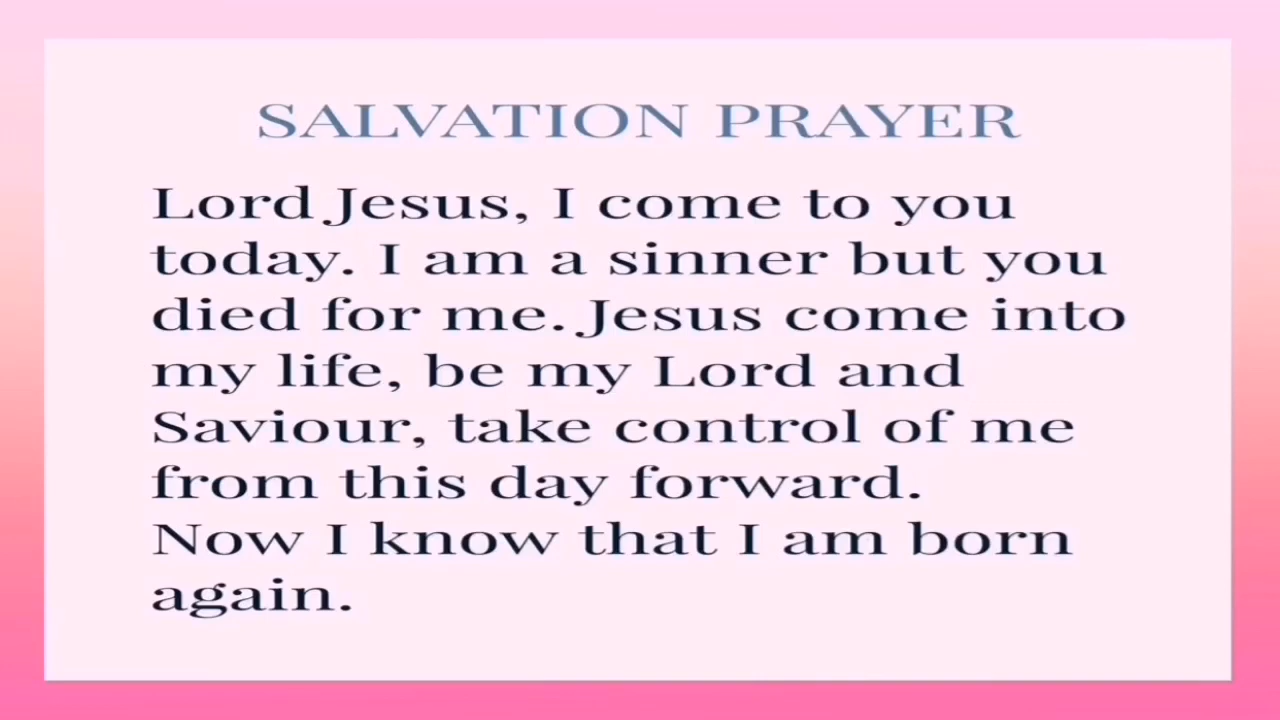 SALVATION PRAYER
Lord Jesus, I come to you
today. I am a sinner but you
died for me. Jesus come into
my life, be my Lord and
Saviour, take control of me
from this day forward.
Now I know that I am born
again.